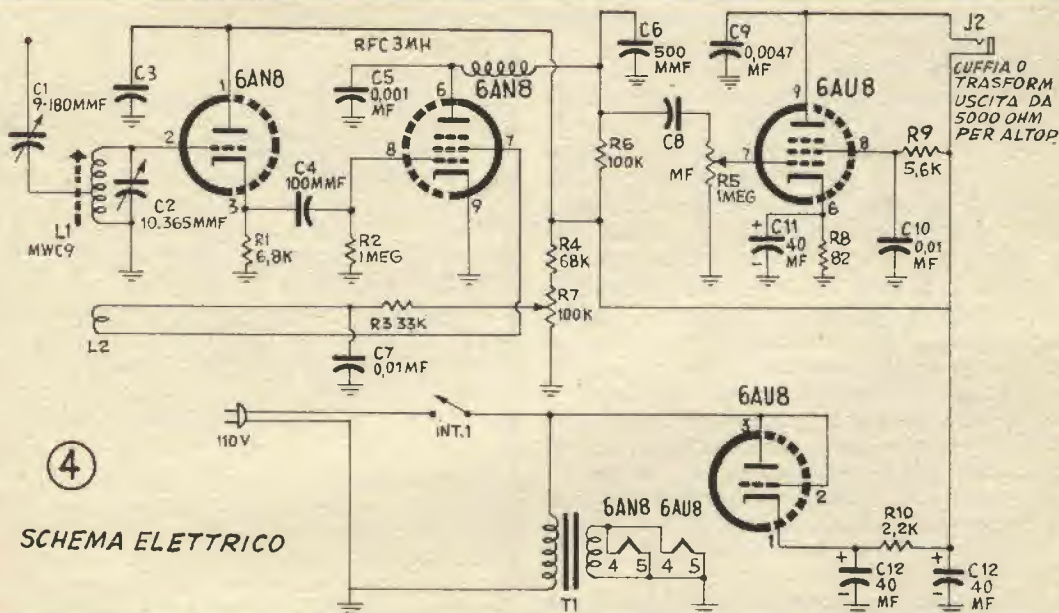 C1
9-180MMF
C3
1
6AN8
2
3
L1
MWC9
C2
10.365MMF
C4
100MMF
R1
6,8K
R2
1MEG
RFC 3MH
C5
0,001
MF
6
6AN8
7
8
9
C6
500
MMF
C8
MF
R6
100K
R4
68K
R7
100K
R5
1MEG
C9
0,0047
MF
6AU8
9
7
8
6
C11
+
40
MF
-
R8
82
C10
0,01
MF
R9
5,6K
J2
CUFFIA O
TRASFORM
USCITA DA
5000 OHM
PER ALTOP.
L2
R3 33K
C7
0,01MF
110V
INT.1
4
SCHEMA ELETTRICO
T1
6AN8 6AU8
4 5 4 5
6AU8
3
2
1
R10
2,2K
+
C12
40
MF
-
+
C12
40
MF
-